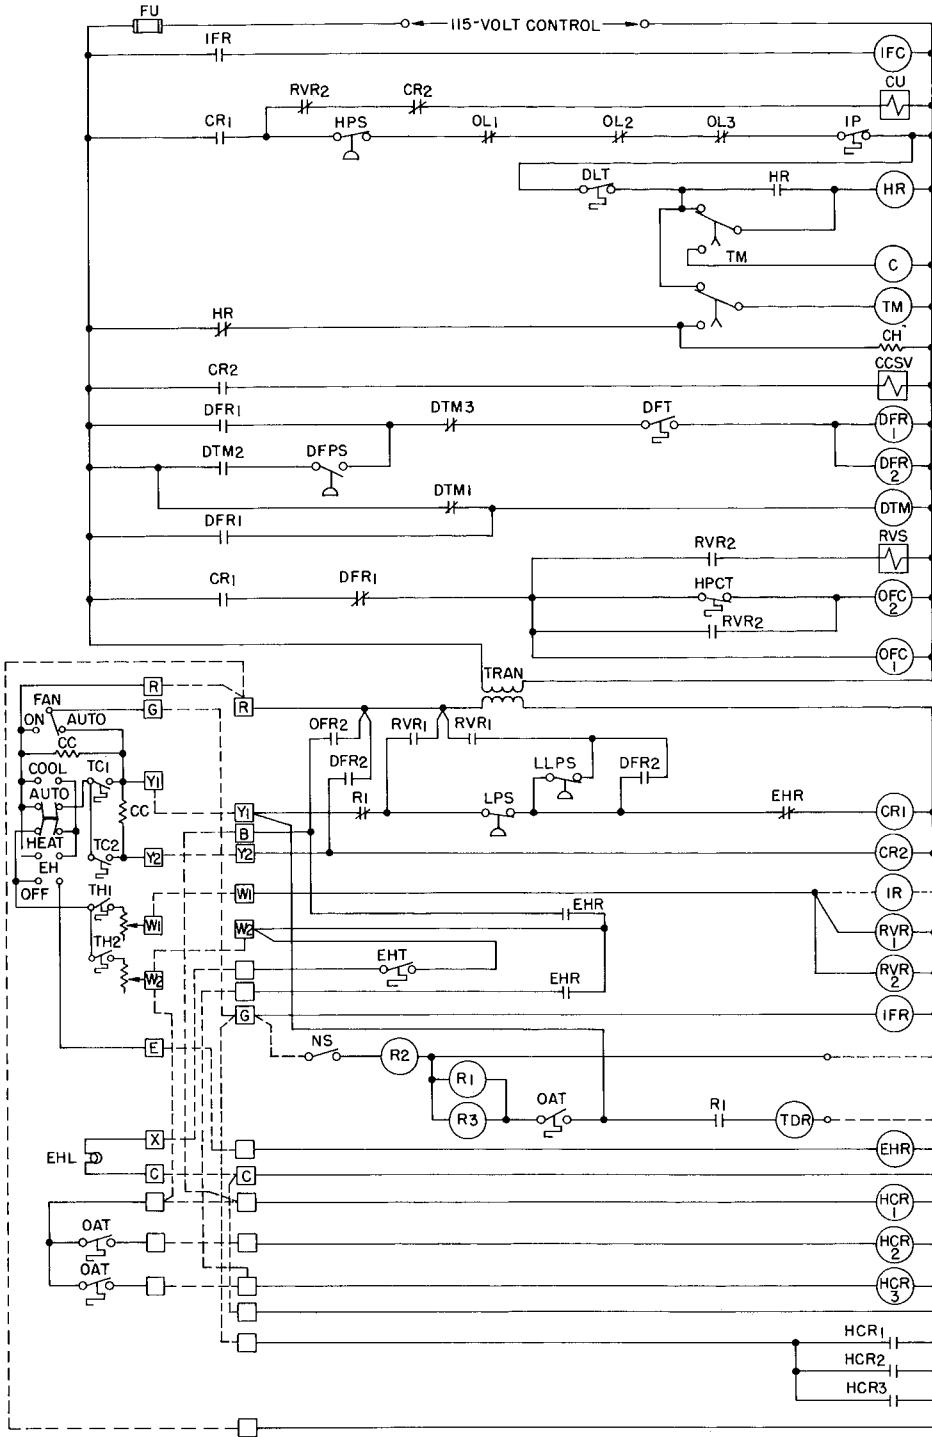 FU
115-VOLT CONTROL
IFR
IFC
RVR2
CR2
CU
CR1
HPS
OL1
OL2
OL3
IP
DLT
HR
HR
TM
C
TM
HR
CH
CR2
CCSV
DFR1
DTM3
DFT
DFR
1
DTM2
DFPS
DFR
2
DTM1
DTM
DFR1
RVR2
RVS
CR1
DFR1
HPCT
OFC
2
RVR2
OFC
1
TRAN
R
FAN
G
R
ON
AUTO
OFR2
RVR1
RVR1
CC
COOL
TC1
DFR2
LLPS
DFR2
Y1
AUTO
CC
Y1
R1
LPS
EHR
CR1
B
HEAT
TC2
Y2
Y2
CR2
EH
OFF
TH1
W1
W1
IR
EHR
W2
RVR
1
TH2
W2
EHT
RVR
2
EHR
G
IFR
E
NS
R2
R1
R3
OAT
R1
TDR
X
EHR
EHL
C
C
HCR
1
OAT
HCR
2
OAT
HCR
3
HCR1
HCR2
HCR3